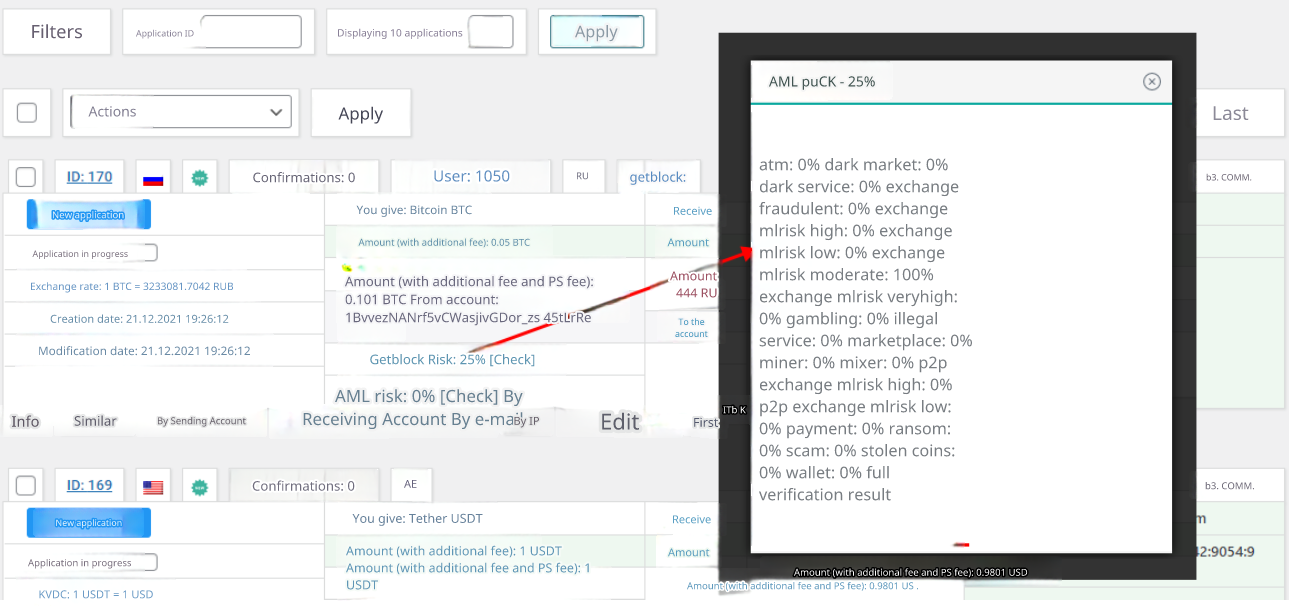 Filters
Application ID
Displaying 10 applications
Apply
Actions
Apply
Last
ID: 170
Confirmations: 0
User: 1050
RU
getblock:
b3. COMM.
New application
Application in progress
Exchange rate: 1 BTC = 3233081.7042 RUB
Creation date: 21.12.2021 19:26:12
Modification date: 21.12.2021 19:26:12
You give: Bitcoin BTC
Amount (with additional fee): 0.05 BTC
Amount (with additional fee and PS fee):
0.101 BTC From account:
Getblock Risk: 25% [Check]
AML risk: 0% [Check] By
Receiving Account By e-mail
By IP
Receive
Amount
Amount
444 RU
To the
account
Info
Similar
By Sending Account
Edit
First
ITb K
AML puCK - 25%
atm: 0% dark market: 0%
dark service: 0% exchange
fraudulent: 0% exchange
mlrisk high: 0% exchange
mlrisk low: 0% exchange
mlrisk moderate: 100%
exchange mlrisk veryhigh:
0% gambling: 0% illegal
service: 0% marketplace: 0%
miner: 0% mixer: 0% p2p
exchange mlrisk high: 0%
p2p exchange mlrisk low:
0% payment: 0% ransom:
0% scam: 0% stolen coins:
0% wallet: 0% full
verification result
ID: 169
Confirmations: 0
AE
b3. COMM.
New application
Application in progress
KVDC: 1 USDT = 1 USD
You give: Tether USDT
Amount (with additional fee): 1 USDT
Amount (with additional fee and PS fee): 1
USDT
Receive
Amount
m
42:9054:9
Amount (with additional fee and PS fee): 0.9801 USD
Amount (with additional fee and PS fee): 0.9801 US .